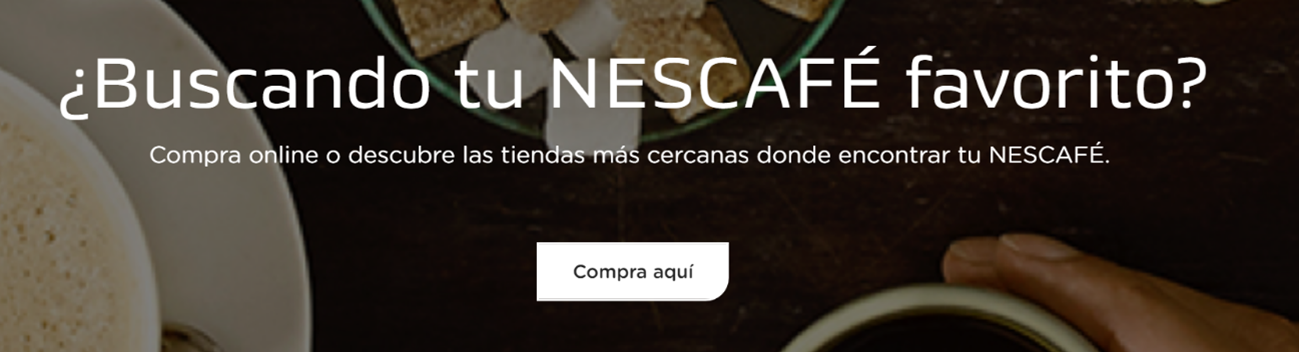 ¿Buscando tu NESCAFÉ favorito?
Compra online o descubre las tiendas más cercanas donde encontrar tu NESCAFÉ.
Compra aquí